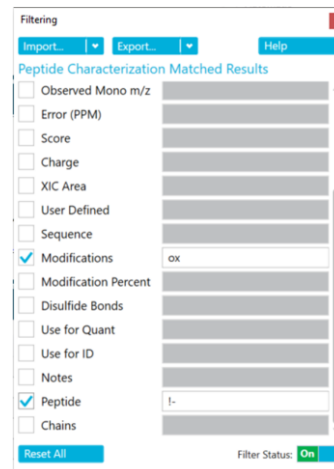 Filtering
Import... Export... Help
Peptide Characterization Matched Results
Observed Mono m/z
Error (PPM)
Score
Charge
XIC Area
User Defined
Sequence
Modifications ox
Modification Percent
Disulfide Bonds
Use for Quant
Use for ID
Notes
Peptide !-
Chains
Reset All Filter Status: On